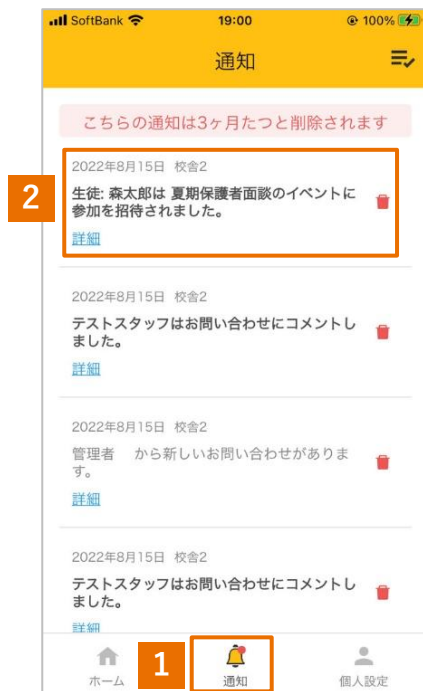 SoftBank 19:00 100%
通知
こちらの通知は3ヶ月たつと削除されます
2022年8月15日 校舎2
2
生徒: 森太郎は 夏期保護者面談のイベントに
参加を招待されました。
詳細
2022年8月15日 校舎2
テストスタッフはお問い合わせにコメントし
ました。
詳細
2022年8月15日 校舎2
管理者 から新しいお問い合わせがありま
す。
詳細
2022年8月15日 校舎2
テストスタッフはお問い合わせにコメントし
ました。
詳細
1
ホーム 通知 個人設定